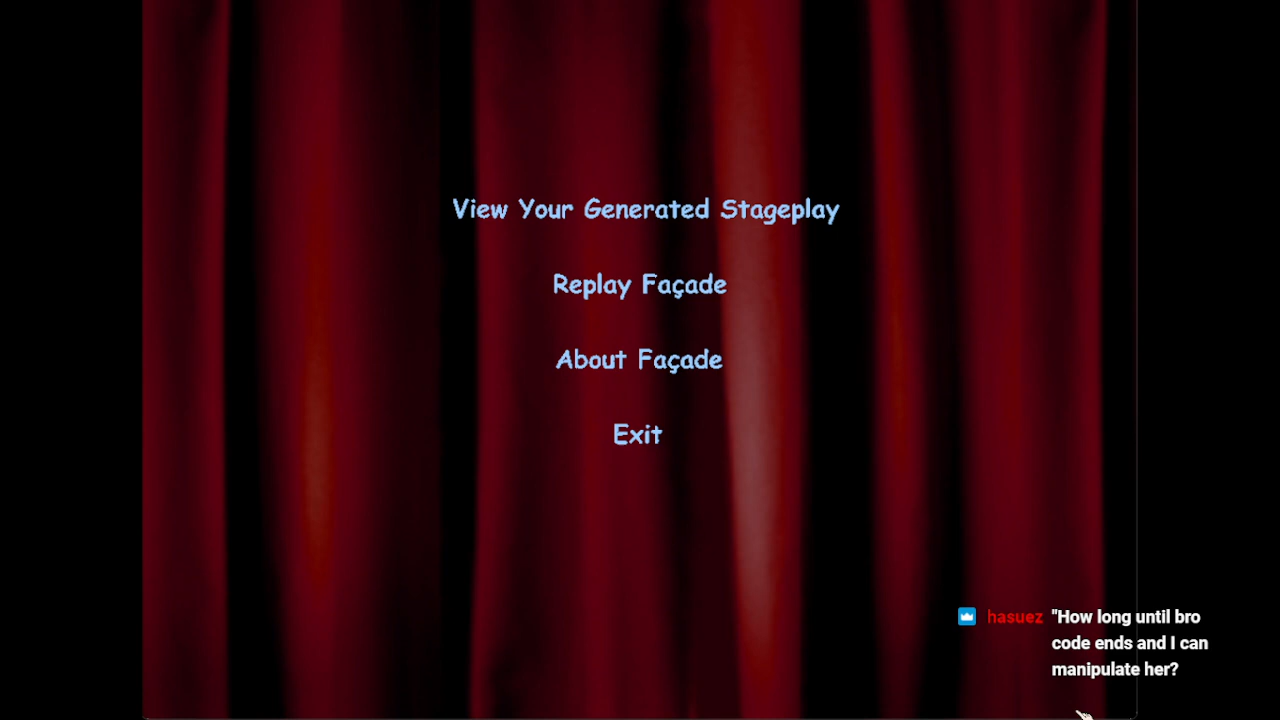 View Your Generated Stageplay
Replay Façade
About Façade
Exit
hasuez "How long until bro
code ends and I can
manipulate her?